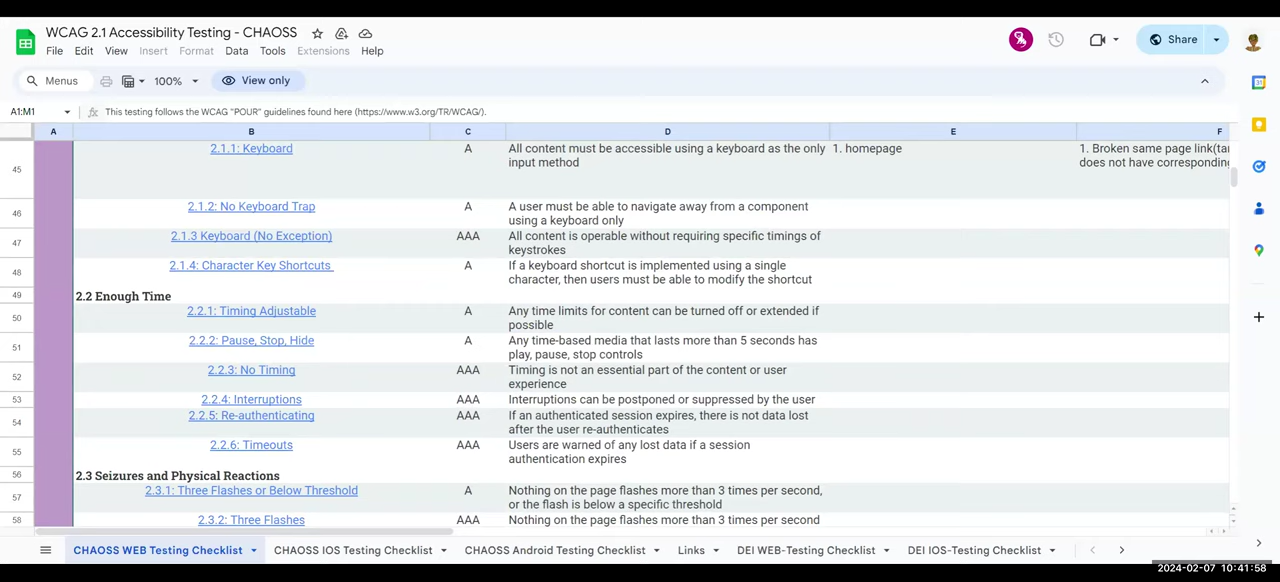 WCAG 2.1 Accessibility Testing - CHAOSS
File Edit View Insert Format Data Tools Extensions Help
Share
Menus 100% View only
A1:M1 fx This testing follows the WCAG "POUR" guidelines found here (https://www.w3.org/TR/WCAG/).
A B C D E F
45 2.1.1: Keyboard A All content must be accessible using a keyboard as the only 1. homepage 1. Broken same page link(tar
input method does not have corresponding
46 2.1.2: No Keyboard Trap A A user must be able to navigate away from a component
using a keyboard only
47 2.1.3 Keyboard (No Exception) AAA All content is operable without requiring specific timings of
keystrokes
48 2.1.4: Character Key Shortcuts A If a keyboard shortcut is implemented using a single
character, then users must be able to modify the shortcut
49 2.2 Enough Time
50 2.2.1: Timing Adjustable A Any time limits for content can be turned off or extended if
possible
51 2.2.2: Pause, Stop, Hide A Any time-based media that lasts more than 5 seconds has
play, pause, stop controls
52 2.2.3: No Timing AAA Timing is not an essential part of the content or user
experience
53 2.2.4: Interruptions AAA Interruptions can be postponed or suppressed by the user
54 2.2.5: Re-authenticating AAA If an authenticated session expires, there is not data lost
after the user re-authenticates
55 2.2.6: Timeouts AAA Users are warned of any lost data if a session
authentication expires
56 2.3 Seizures and Physical Reactions
57 2.3.1: Three Flashes or Below Threshold A Nothing on the page flashes more than 3 times per second,
or the flash is below a specific threshold
58 2.3.2: Three Flashes AAA Nothing on the page flashes more than 3 times per second
CHAOSS WEB Testing Checklist CHAOSS IOS Testing Checklist CHAOSS Android Testing Checklist Links DEI WEB-Testing Checklist DEI IOS-Testing Checklist
2024-02-07 10:41:58